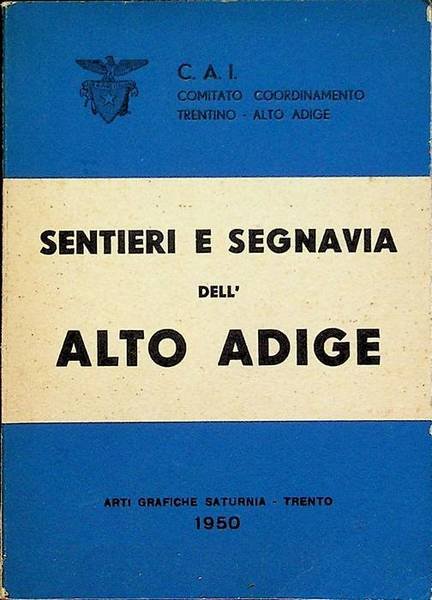 C. A. I.
COMITATO COORDINAMENTO
TRENTINO - ALTO ADIGE
SENTIERI E SEGNAVIA
DELL'
ALTO ADIGE
ARTI GRAFICHE SATURNIA - TRENTO
1950